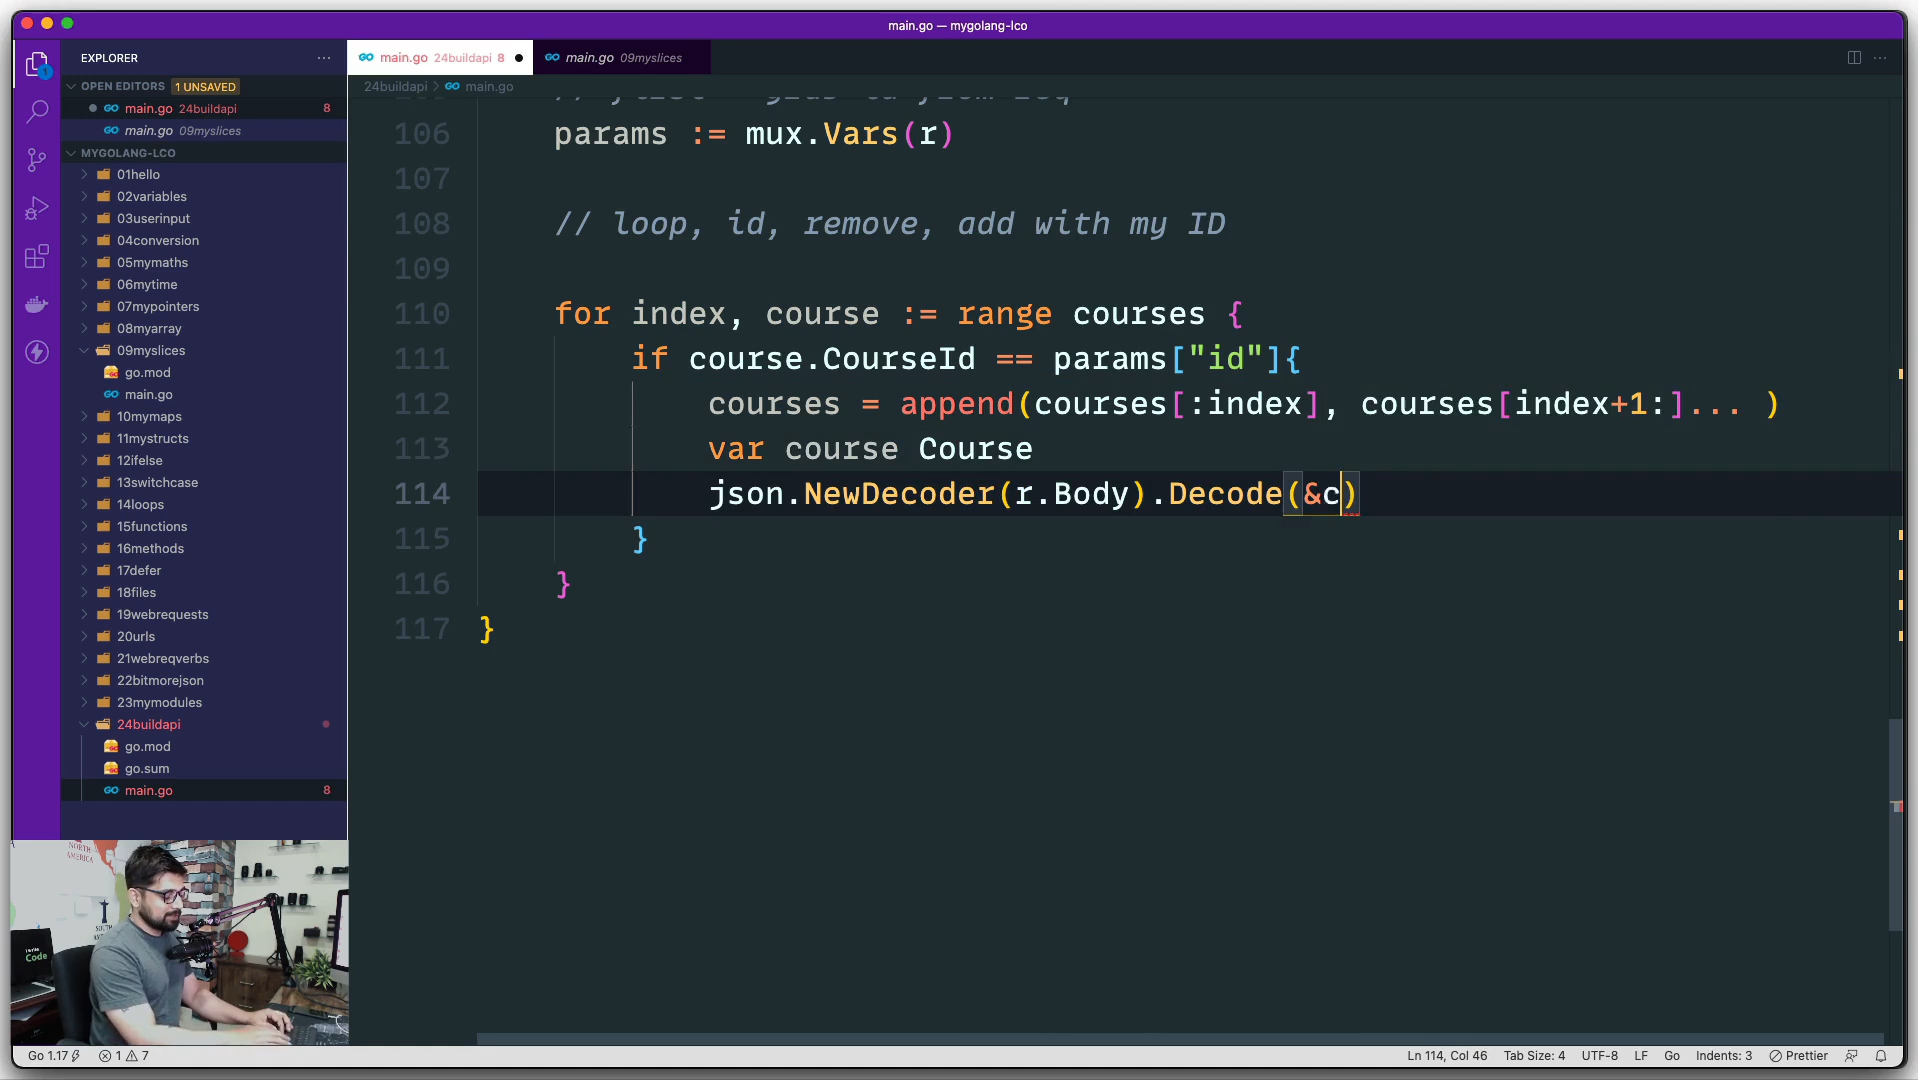 main.go — mygolang-lco
EXPLORER
OPEN EDITORS 1 UNSAVED
main.go 24buildapi 8
main.go 09myslices
MYGOLANG-LCO
01hello
02variables
03userinput
04conversion
05mymaths
06mytime
07mypointers
08myarray
09myslices
go.mod
main.go
10mymaps
11mystructs
12ifelse
13switchcase
14loops
15functions
16methods
17defer
18files
19webrequests
20urls
21webreqverbs
22bitmorejson
23mymodules
24buildapi
go.mod
go.sum
main.go 8
main.go 24buildapi 8
main.go 09myslices
24buildapi > main.go
106 params := mux.Vars(r)
107
108 // loop, id, remove, add with my ID
109
110 for index, course := range courses {
111 if course.CourseId == params["id"]{
112 courses = append(courses[:index], courses[index+1:]... )
113 var course Course
114 json.NewDecoder(r.Body).Decode(&c)
115 }
116 }
117 }
NORTH
AMERICA
SOUTH
Code
Go 1.17 1 7
Ln 114, Col 46 Tab Size: 4 UTF-8 LF Go Indents: 3 Prettier